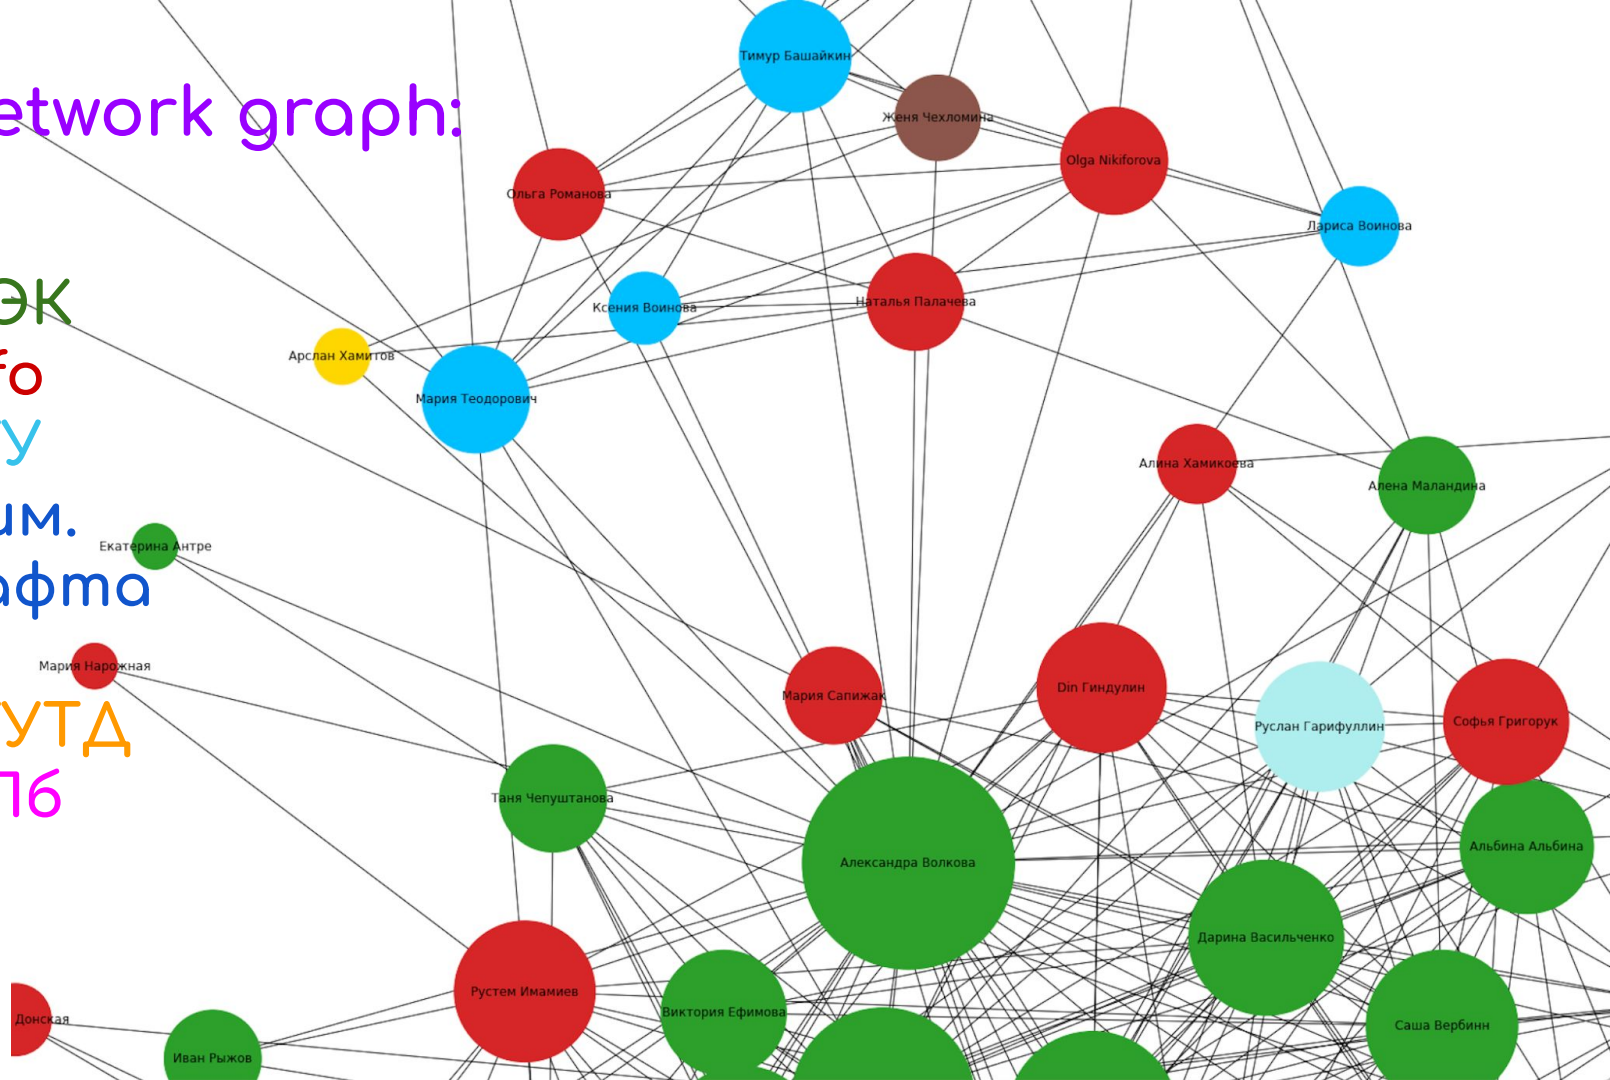 etwork graph:
ЭК
fo
У
им.
афта
УТД
Пб
Тимур Башайкин
Женя Чехломина
Olga Nikiforova
Ольга Романова
Лариса Воинова
Ксения Воинова
Наталья Палачева
Арслан Хамитов
Мария Теодорович
Алина Хамикоева
Алена Маландина
Екатерина Антре
Мария Нарожная
Мария Сапижак
Din Гиндулин
Руслан Гарифуллин
Софья Григорук
Таня Чепуштанова
Александра Волкова
Альбина Альбина
Дарина Васильченко
Рустем Имамиев
Виктория Ефимова
Саша Вербинн
Донская
Иван Рыжов